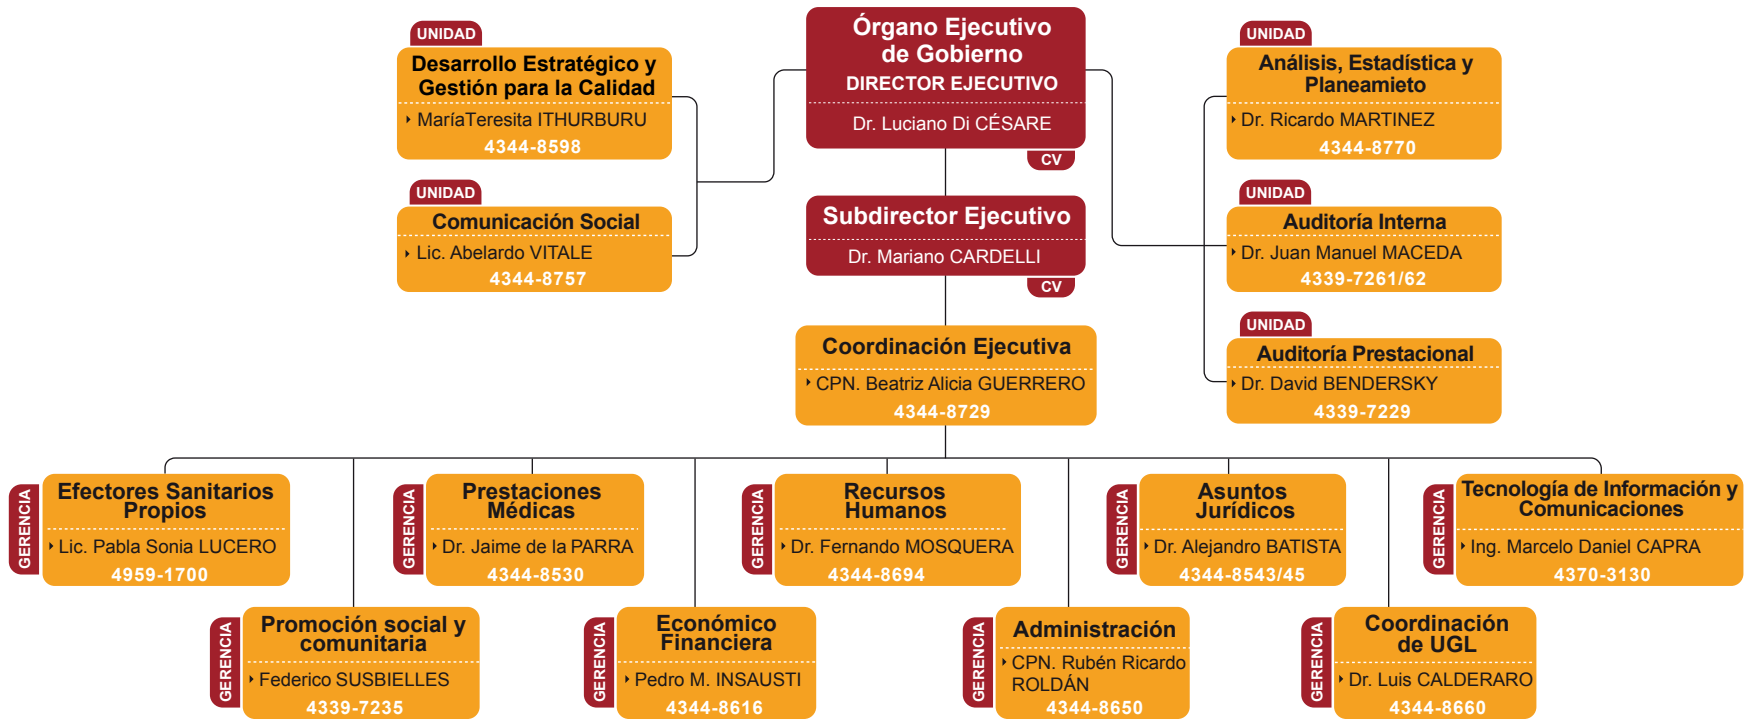 Órgano Ejecutivo
de Gobierno
DIRECTOR EJECUTIVO
Dr. Luciano Di CÉSARE
CV
UNIDAD
Desarrollo Estratégico y
Gestión para la Calidad
MaríaTeresita ITHURBURU
4344-8598
UNIDAD
Comunicación Social
Lic. Abelardo VITALE
4344-8757
UNIDAD
Análisis, Estadística y
Planeamieto
Dr. Ricardo MARTINEZ
4344-8770
UNIDAD
Auditoría Interna
Dr. Juan Manuel MACEDA
4339-7261/62
UNIDAD
Auditoría Prestacional
Dr. David BENDERSKY
4339-7229
Subdirector Ejecutivo
Dr. Mariano CARDELLI
CV
Coordinación Ejecutiva
CPN. Beatriz Alicia GUERRERO
4344-8729
GERENCIA
Efectores Sanitarios
Propios
Lic. Pabla Sonia LUCERO
4959-1700
GERENCIA
Prestaciones
Médicas
Dr. Jaime de la PARRA
4344-8530
GERENCIA
Recursos
Humanos
Dr. Fernando MOSQUERA
4344-8694
GERENCIA
Asuntos
Jurídicos
Dr. Alejandro BATISTA
4344-8543/45
GERENCIA
Tecnología de Información y
Comunicaciones
Ing. Marcelo Daniel CAPRA
4370-3130
GERENCIA
Promoción social y
comunitaria
Federico SUSBIELLES
4339-7235
GERENCIA
Económico
Financiera
Pedro M. INSAUSTI
4344-8616
GERENCIA
Administración
CPN. Rubén Ricardo
ROLDÁN
4344-8650
GERENCIA
Coordinación
de UGL
Dr. Luis CALDERARO
4344-8660